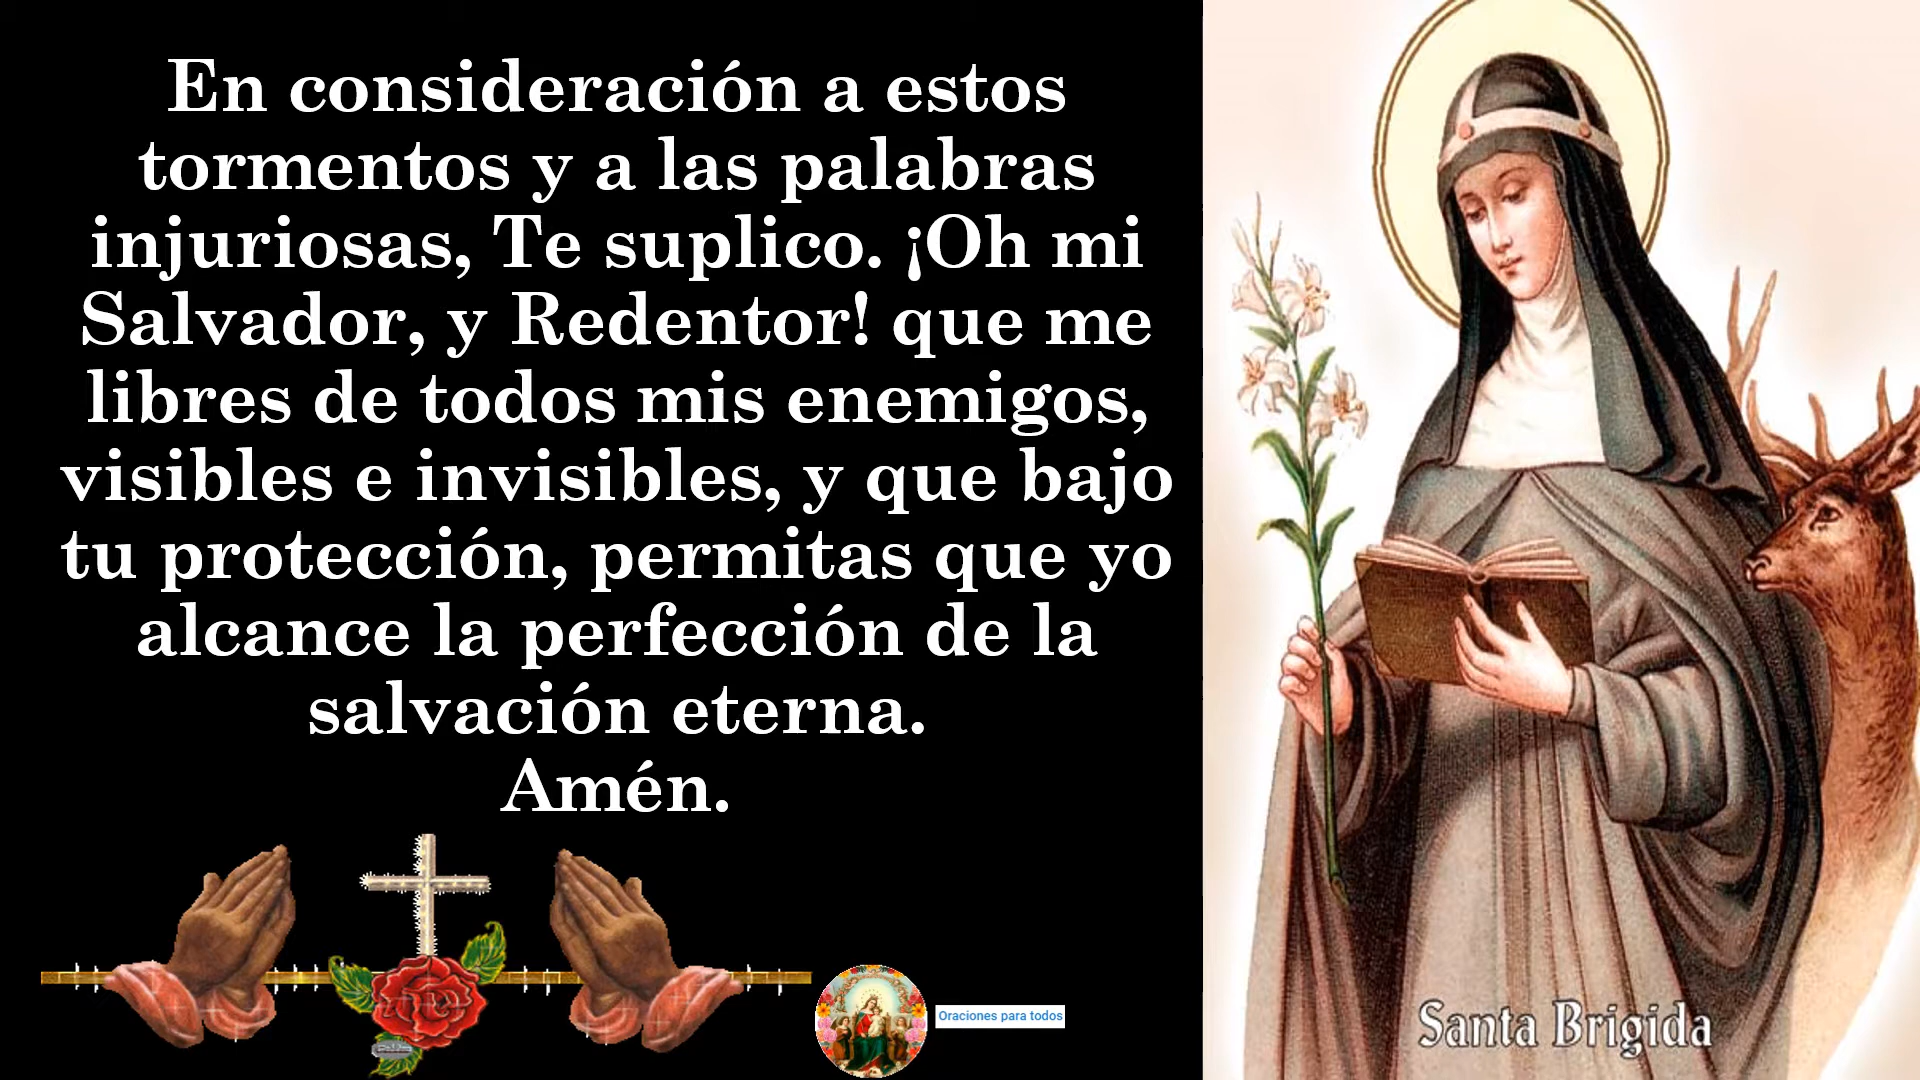 En consideración a estos
tormentos y a las palabras
injuriosas, Te suplico. ¡Oh mi
Salvador, y Redentor! que me
libres de todos mis enemigos,
visibles e invisibles, y que bajo
tu protección, permitas que yo
alcance la perfección de la
salvación eterna.
Amén.
Oraciones para todos
Santa Brigida